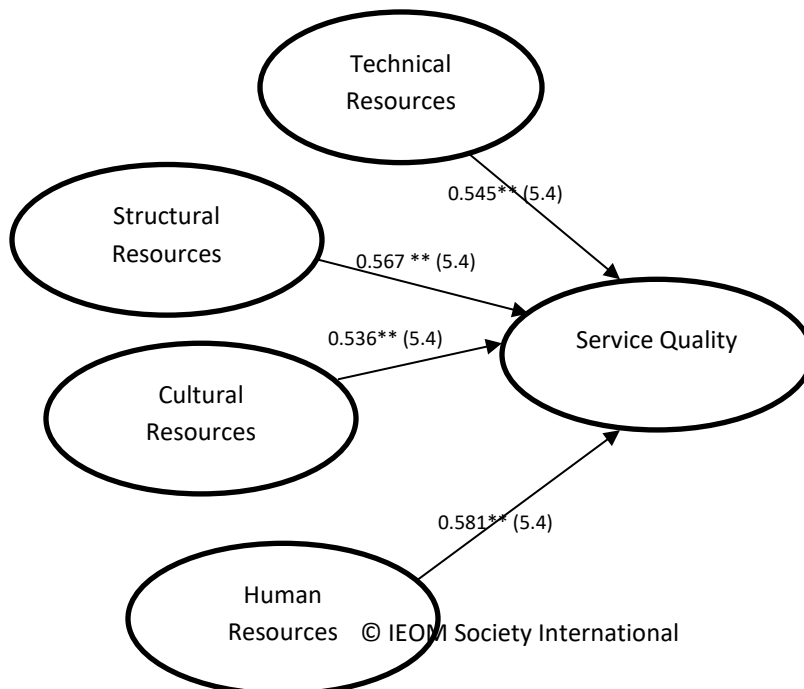 Technical
Resources
0.545** (5.4)
Structural
Resources
0.567 ** (5.4)
0.536** (5.4)
Service Quality
Cultural
Resources
0.581** (5.4)
Human
Resources
© IEOM Society International